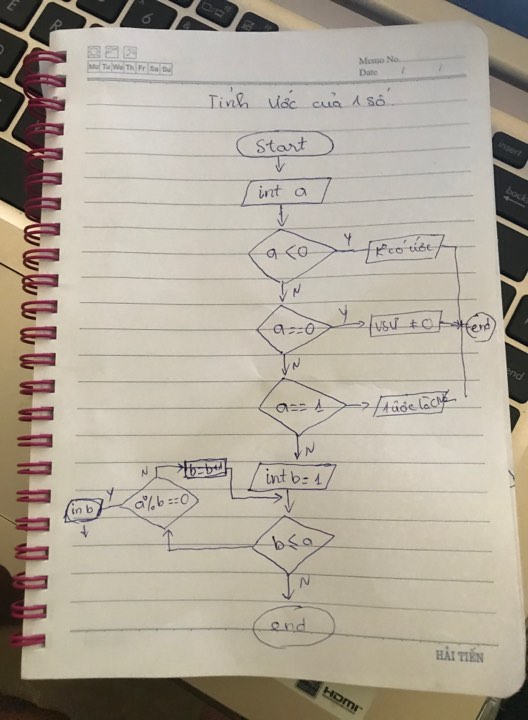 Mo Tu We Th Fr Sa Su
Memo No.
Date / /
Tính ước của 1 số.
Start
int a
a<0
Y
K° có ước
N
a==0
Y
VSƯ ≠ 0
end
N
a==1
1 ước là
N
int b=1
N
b=b+1
a%b==0
Y
in b
b≤a
N
end
HẢI TIẾN
HDMI
insert